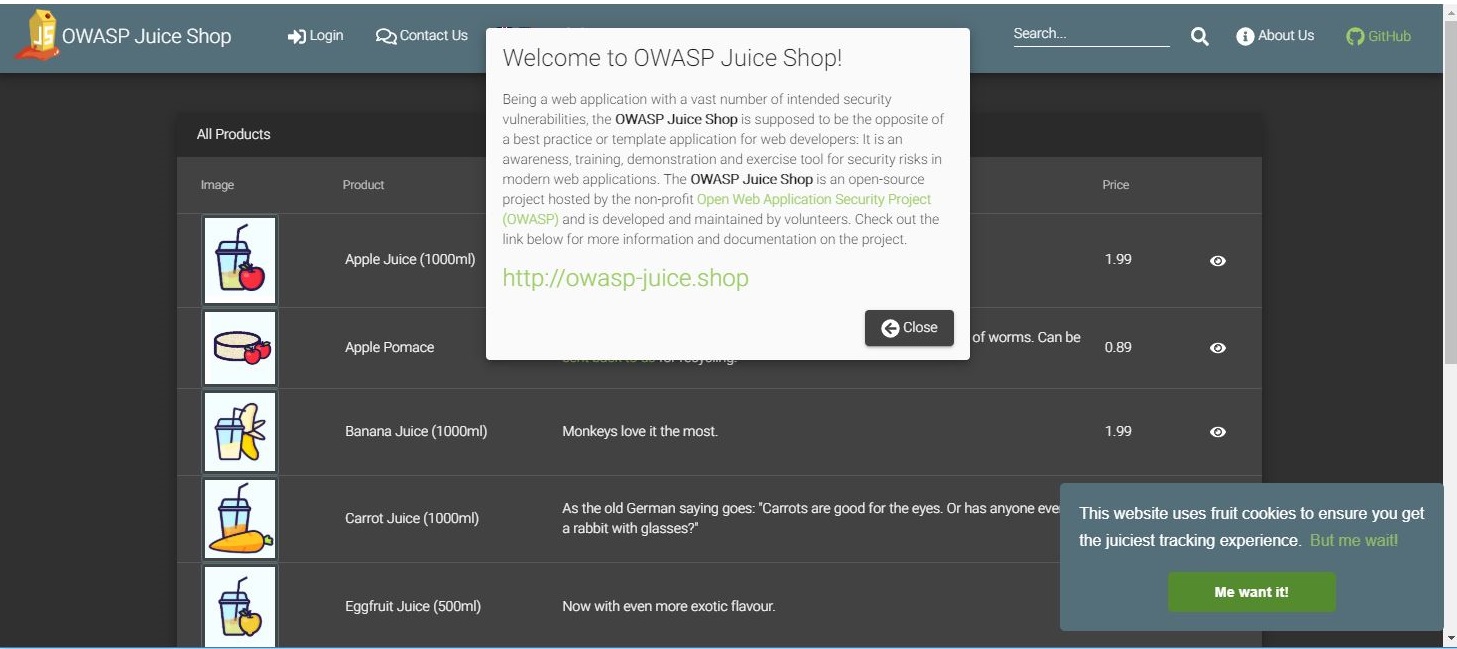 OWASP Juice Shop
Login
Contact Us
Search...
About Us
GitHub
Welcome to OWASP Juice Shop!
Being a web application with a vast number of intended security
vulnerabilities, the OWASP Juice Shop is supposed to be the opposite of
a best practice or template application for web developers: It is an
awareness, training, demonstration and exercise tool for security risks in
modern web applications. The OWASP Juice Shop is an open-source
project hosted by the non-profit Open Web Application Security Project
(OWASP) and is developed and maintained by volunteers. Check out the
link below for more information and documentation on the project.
http://owasp-juice.shop
Close
All Products
Image Product Price
Apple Juice (1000ml) 1.99
Apple Pomace of worms. Can be 0.89
for recycling.
Banana Juice (1000ml) Monkeys love it the most. 1.99
Carrot Juice (1000ml)
As the old German saying goes: "Carrots are good for the eyes. Or has anyone eve
a rabbit with glasses?"
Eggfruit Juice (500ml) Now with even more exotic flavour.
This website uses fruit cookies to ensure you get
the juiciest tracking experience. But me wait!
Me want it!